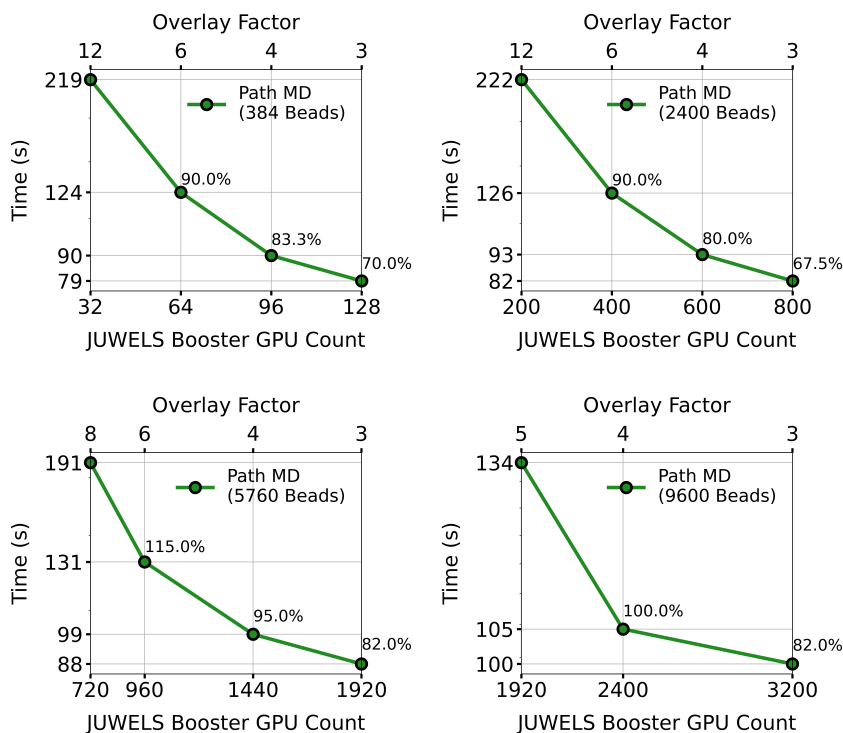 Overlay Factor
12 6 4 3
219
124
90
79
Time (s)
Path MD
(384 Beads)
90.0%
83.3%
70.0%
32 64 96 128
JUWELS Booster GPU Count
Overlay Factor
12 6 4 3
222
126
93
82
Time (s)
Path MD
(2400 Beads)
90.0%
80.0%
67.5%
200 400 600 800
JUWELS Booster GPU Count
Overlay Factor
8 6 4 3
191
131
99
88
Time (s)
Path MD
(5760 Beads)
115.0%
95.0%
82.0%
720 960 1440 1920
JUWELS Booster GPU Count
Overlay Factor
5 4 3
134
105
100
Time (s)
Path MD
(9600 Beads)
100.0%
82.0%
1920 2400 3200
JUWELS Booster GPU Count